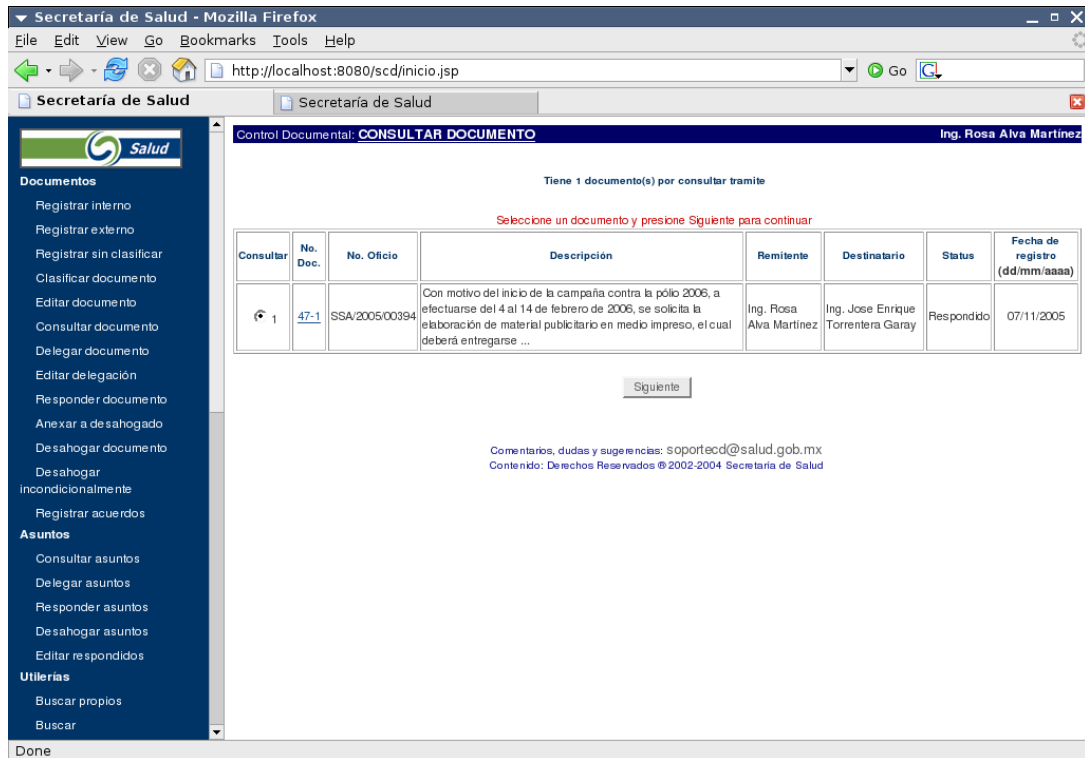 Secretaría de Salud - Mozilla Firefox
File Edit View Go Bookmarks Tools Help
http://localhost:8080/scd/inicio.jsp
Go
G
Secretaría de Salud
Secretaría de Salud
Salud
Documentos
Registrar interno
Registrar externo
Registrar sin clasificar
Clasificar documento
Editar documento
Consultar documento
Delegar documento
Editar delegación
Responder documento
Anexar a desahogado
Desahogar documento
Desahogar
incondicionalmente
Registrar acuerdos
Asuntos
Consultar asuntos
Delegar asuntos
Responder asuntos
Desahogar asuntos
Editar respondidos
Utilerías
Buscar propios
Buscar
Control Documental: CONSULTAR DOCUMENTO
Ing. Rosa Alva Martínez
Tiene 1 documento(s) por consultar tramite
Seleccione un documento y presione Siguiente para continuar
Consultar
No.
Doc.
No. Oficio
Descripción
Remitente
Destinatario
Status
Fecha de
registro
(dd/mm/aaaa)
1
47-1
SSA/2005/00394
Con motivo del inicio de la campaña contra la pólio 2006, a
efectuarse del 4 al 14 de febrero de 2006, se solicita la
elaboración de material publicitario en medio impreso, el cual
deberá entregarse ...
Ing. Rosa
Alva Martínez
Ing. Jose Enrique
Torrentera Garay
Respondido
07/11/2005
Siguiente
Comentarios, dudas y sugerencias: soportecd@salud.gob.mx
Contenido: Derechos Reservados ® 2002-2004 Secretaría de Salud
Done